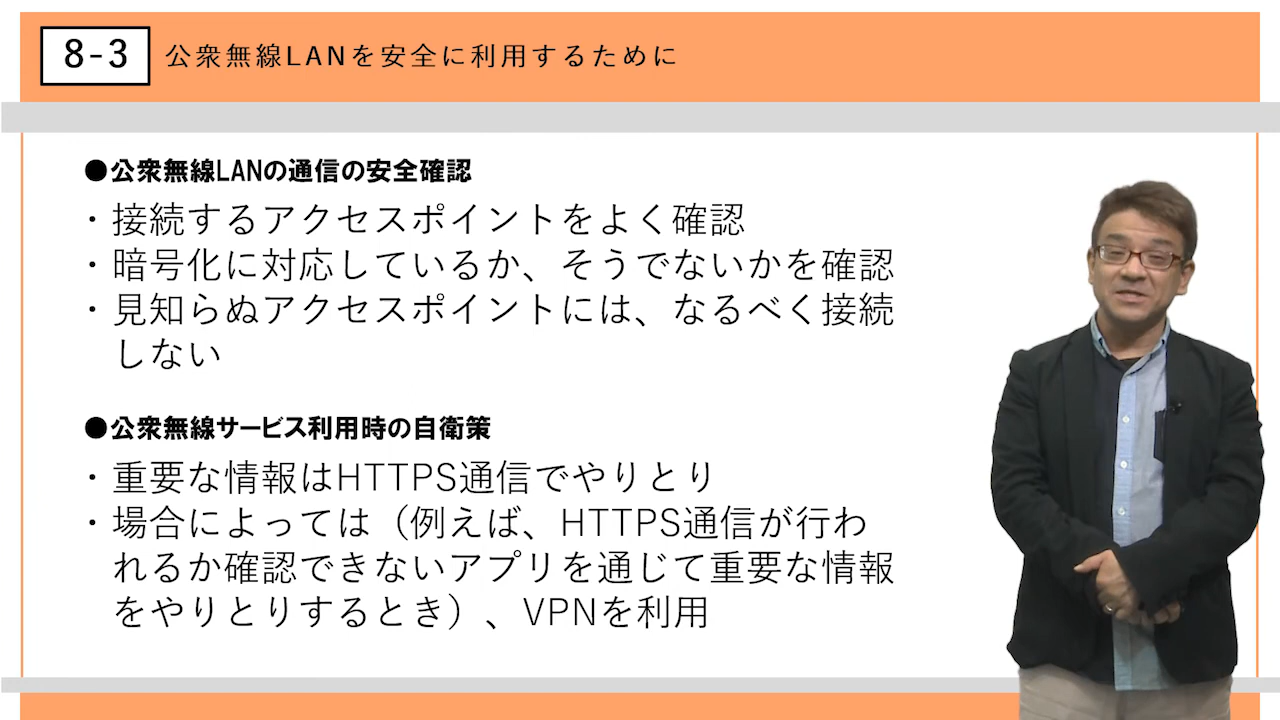 8-3 公衆無線LANを安全に利用するために
●公衆無線LANの通信の安全確認
・接続するアクセスポイントをよく確認
・暗号化に対応しているか、そうでないかを確認
・見知らぬアクセスポイントには、なるべく接続
しない
●公衆無線サービス利用時の自衛策
・重要な情報はHTTPS通信でやりとり
・場合によっては（例えば、HTTPS通信が行わ
れるか確認できないアプリを通じて重要な情報
をやりとりするとき）、VPNを利用